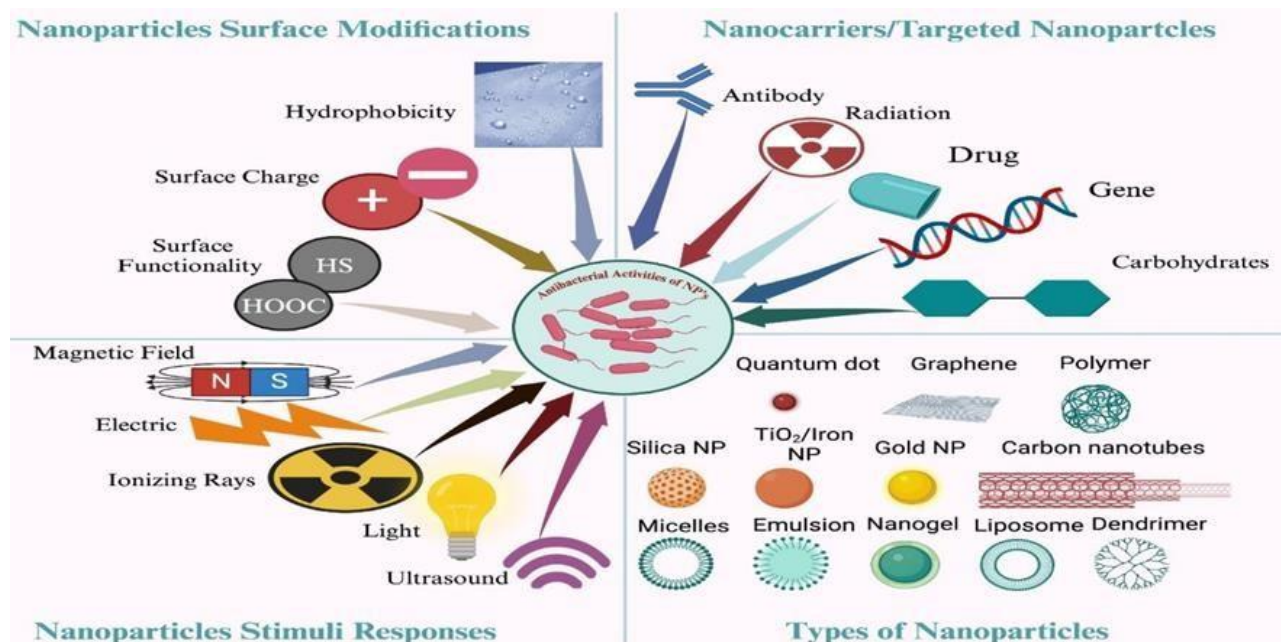 Nanoparticles Surface Modifications
Hydrophobicity
Surface Charge
+
Surface
Functionality
HS
HOOC
Nanocarriers/Targeted Nanopartcles
Antibody
Radiation
Drug
Gene
Carbohydrates
Antibacterial Activities of NP's
Magnetic Field
N S
Electric
Ionizing Rays
Light
Ultrasound
Nanoparticles Stimuli Responses
Quantum dot Graphene Polymer
Silica NP TiO₂/Iron NP Gold NP Carbon nanotubes
Micelles Emulsion Nanogel Liposome Dendrimer
Types of Nanoparticles